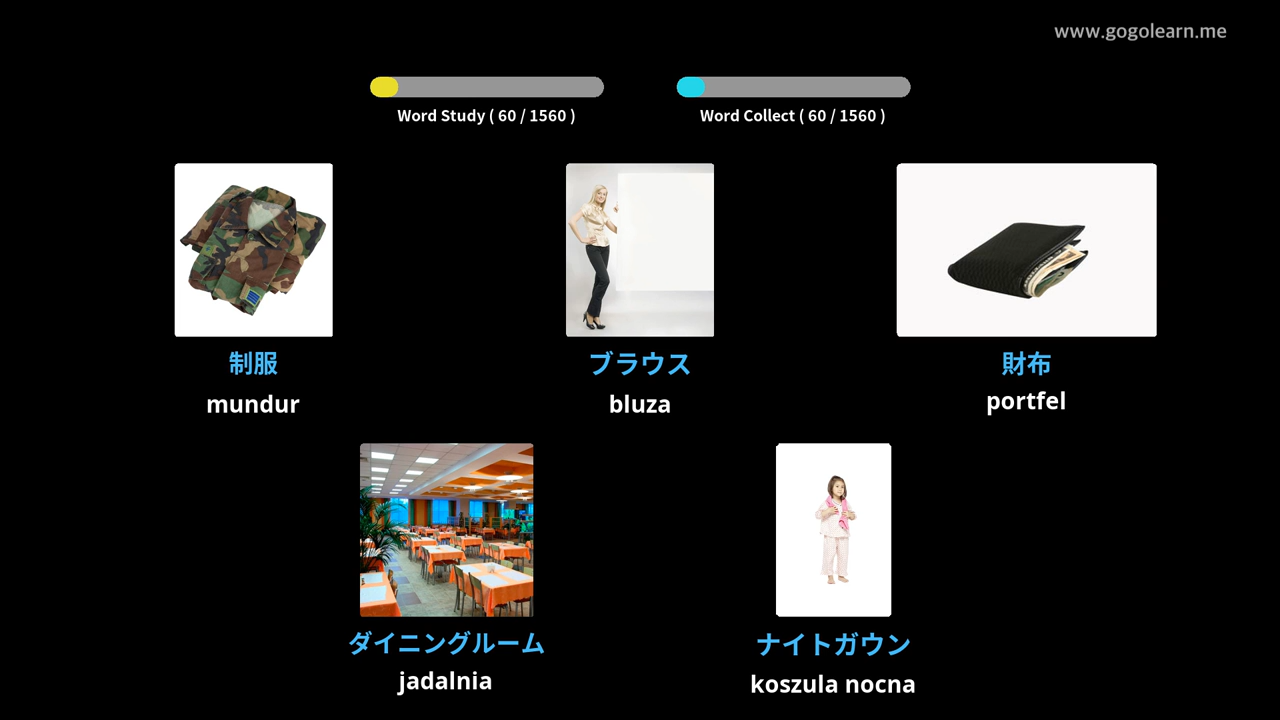 www.gogolearn.me
Word Study ( 60 / 1560 )
Word Collect ( 60 / 1560 )
制服
ブラウス
財布
mundur
bluza
portfel
ダイニングルーム
ナイトガウン
jadalnia
koszula nocna